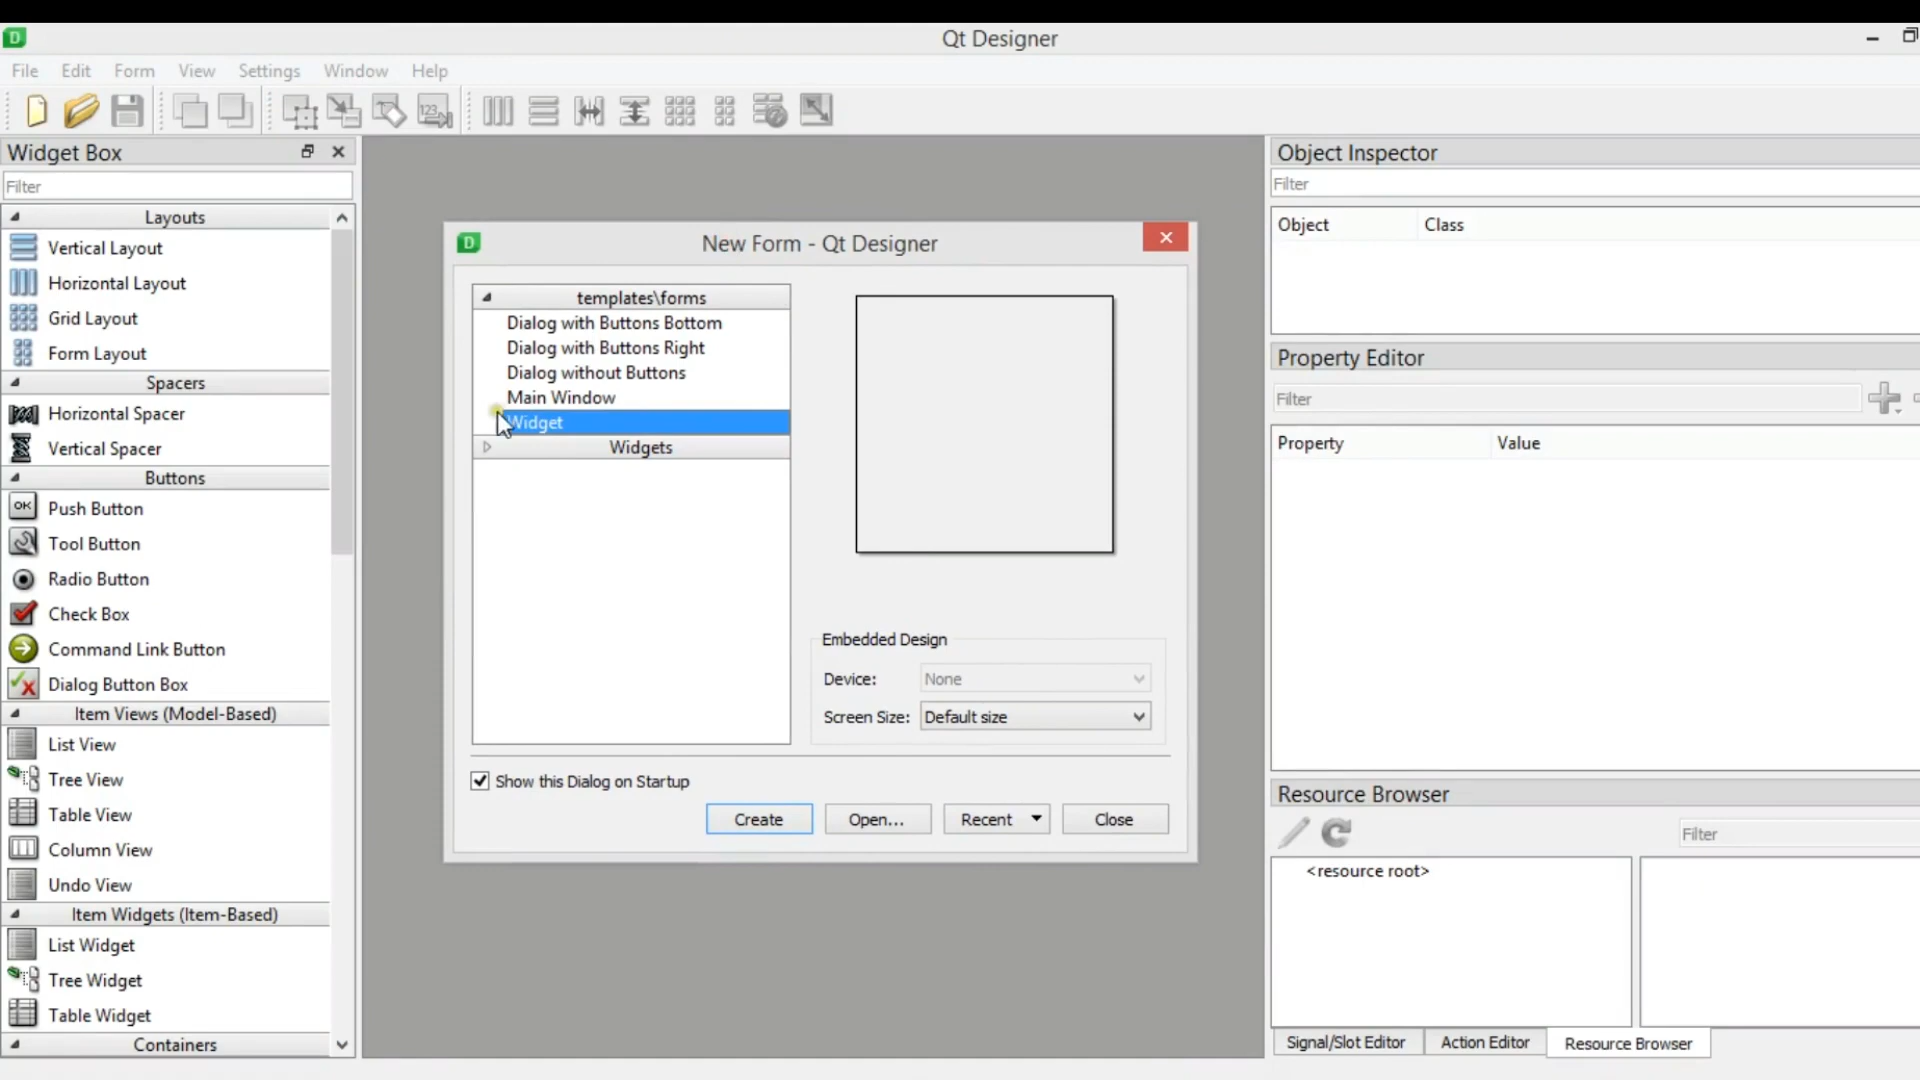 D
Qt Designer
File Edit Form View Settings Window Help
123
Widget Box
Filter
Layouts
Vertical Layout
Horizontal Layout
Grid Layout
Form Layout
Spacers
Horizontal Spacer
Vertical Spacer
Buttons
OK Push Button
Tool Button
Radio Button
Check Box
Command Link Button
Dialog Button Box
Item Views (Model-Based)
List View
Tree View
Table View
Column View
Undo View
Item Widgets (Item-Based)
List Widget
Tree Widget
Table Widget
Containers
D
New Form - Qt Designer
templates\forms
Dialog with Buttons Bottom
Dialog with Buttons Right
Dialog without Buttons
Main Window
Widget
Widgets
Embedded Design
Device: None
Screen Size: Default size
Show this Dialog on Startup
Create Open... Recent Close
Object Inspector
Filter
Object Class
Property Editor
Filter
Property Value
Resource Browser
Filter
<resource root>
Signal/Slot Editor Action Editor Resource Browser